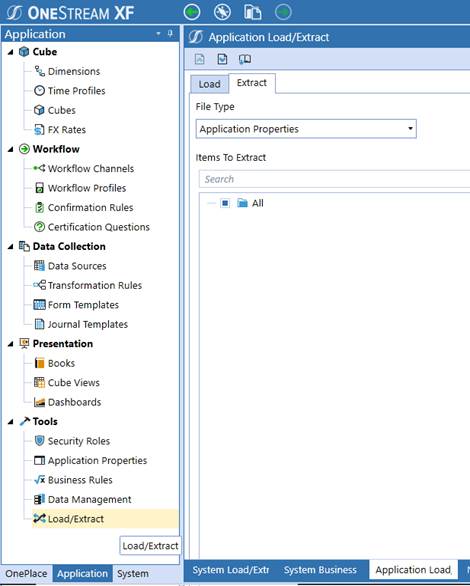 ONESTREAM XF
Application
Cube
Dimensions
Time Profiles
Cubes
FX Rates
Workflow
Workflow Channels
Workflow Profiles
Confirmation Rules
Certification Questions
Data Collection
Data Sources
Transformation Rules
Form Templates
Journal Templates
Presentation
Books
Cube Views
Dashboards
Tools
Security Roles
Application Properties
Business Rules
Data Management
Load/Extract
Load/Extract
OnePlace Application System
Application Load/Extract
Load Extract
File Type
Application Properties
Items To Extract
Search
All
System Load/Extr System Business Application Load,